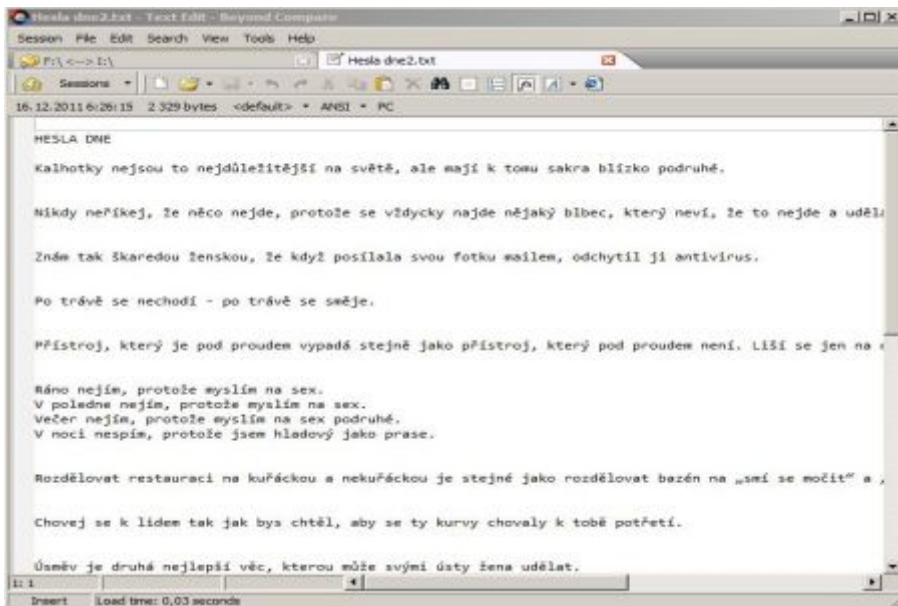 Hesla dne2.txt - Text Edit - Beyond Compare
Session File Edit Search View Tools Help
F:\ <--> I:\ Hesla dne2.txt
Sessions
16.12.2011 6:26:15 2 329 bytes <default> ANSI PC
HESLA DNE
Kalhotky nejsou to nejdůležitější na světě, ale mají k tomu sakra blízko podruhé.
Nikdy neříkej, že něco nejde, protože se vždycky najde nějaký blbec, který neví, že to nejde a uděl
Znám tak škaredou ženskou, že když posílala svou fotku mailem, odchytil ji antivirus.
Po trávě se nechodí - po trávě se směje.
Přístroj, který je pod proudem vypadá stejně jako přístroj, který pod proudem není. Liší se jen na
Ráno nejím, protože myslím na sex.
V poledne nejím, protože myslím na sex.
Večer nejím, protože myslím na sex podruhé.
V noci nespím, protože jsem hladový jako prase.
Rozdělovat restauraci na kuřáckou a nekuřáckou je stejné jako rozdělovat bazén na „smí se močit“ a
Chovej se k lidem tak jak bys chtěl, aby se ty kurvy chovaly k tobě potřetí.
Úsměv je druhá nejlepší věc, kterou může svými ústy žena udělat.
1: 1
Insert Load time: 0,03 seconds